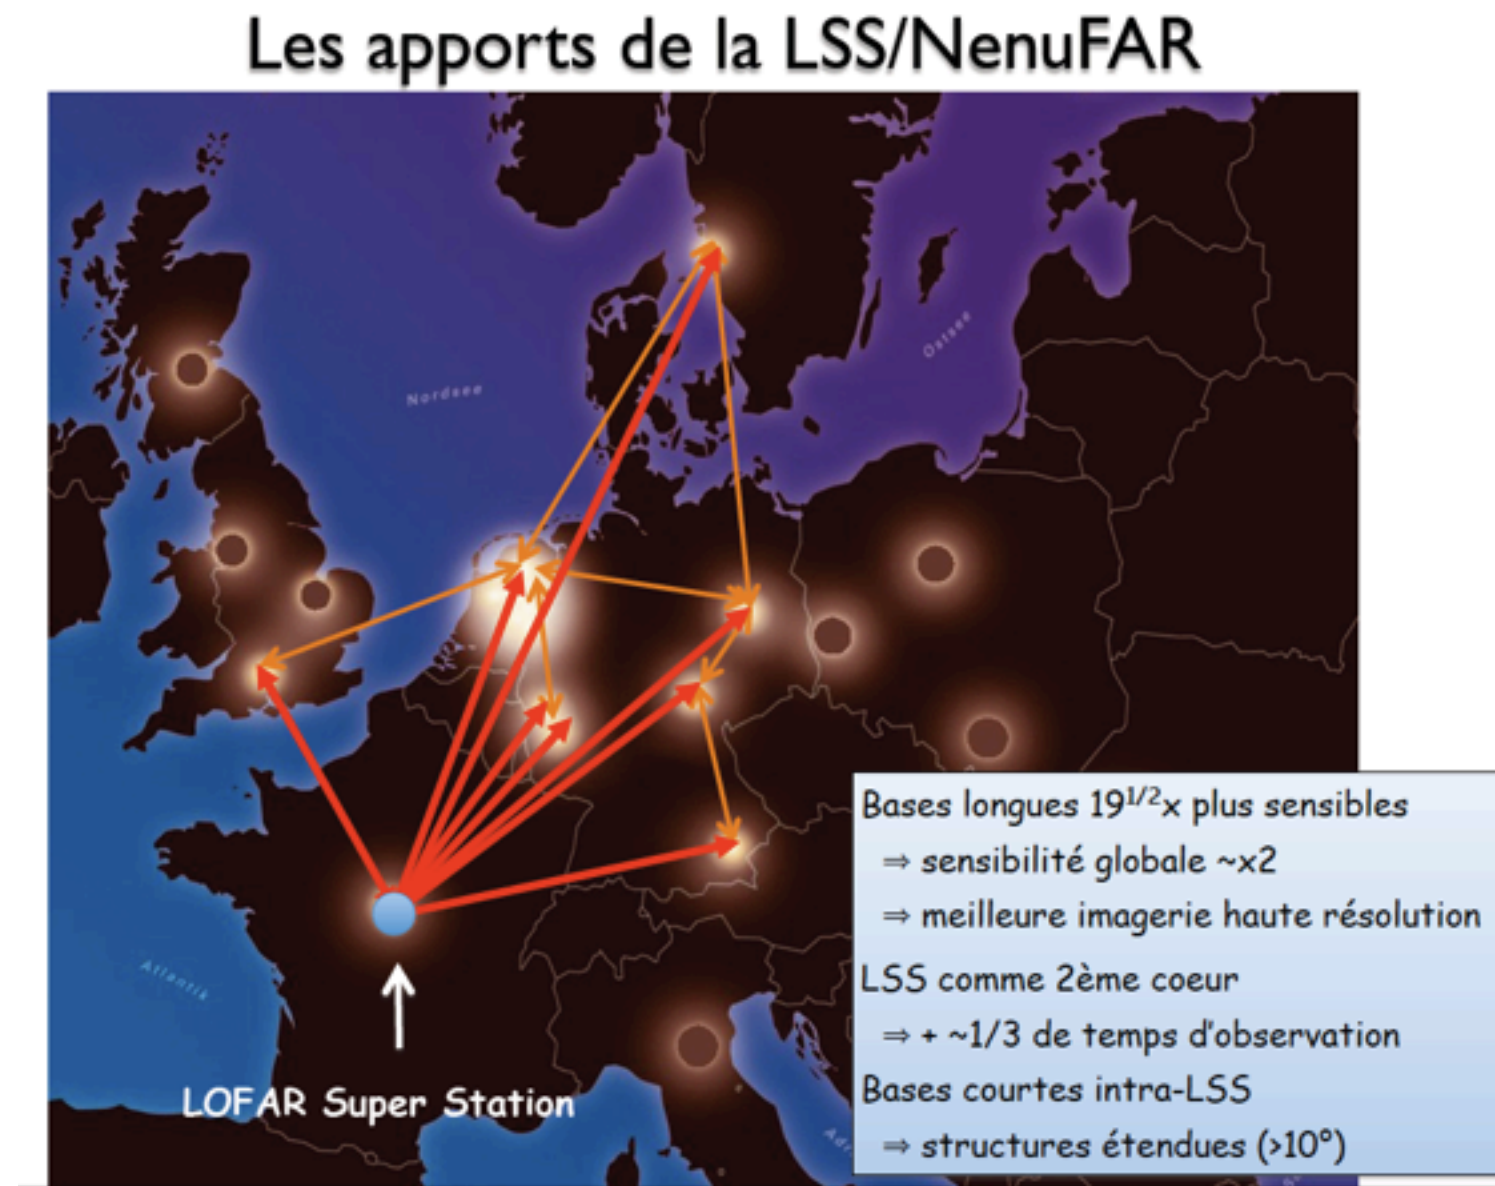 Les apports de la LSS/NenuFAR
Nordsee
Ostsee
Atlantik
LOFAR Super Station
Bases longues 19^1/2x plus sensibles
⇒ sensibilité globale ~x2
⇒ meilleure imagerie haute résolution
LSS comme 2ème coeur
⇒ + ~1/3 de temps d'observation
Bases courtes intra-LSS
⇒ structures étendues (>10°)